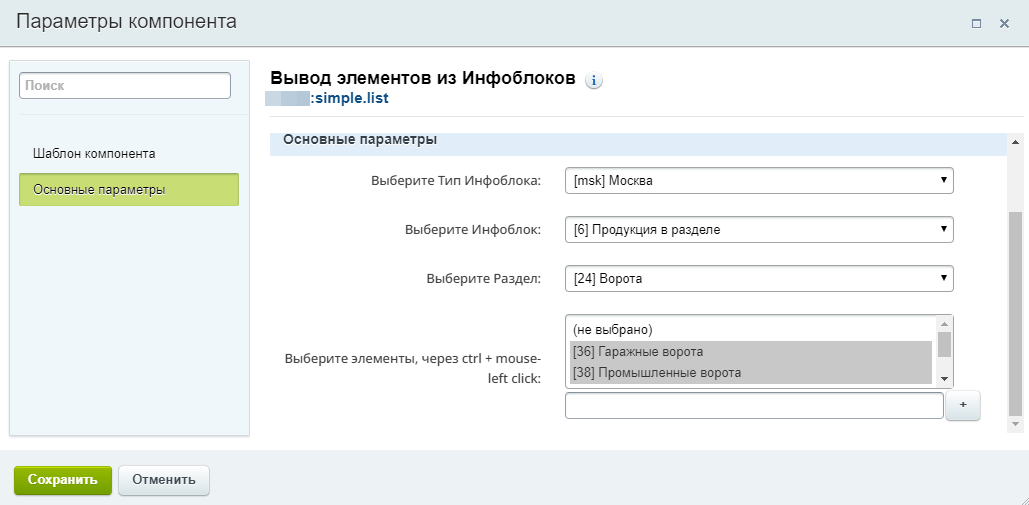 Параметры компонента
Поиск
Шаблон компонента
Основные параметры
Вывод элементов из Инфоблоков i
:simple.list
Основные параметры
Выберите Тип Инфоблока: [msk] Москва
Выберите Инфоблок: [6] Продукция в разделе
Выберите Раздел: [24] Ворота
Выберите элементы, через ctrl + mouse-
left click:
(не выбрано)
[36] Гаражные ворота
[38] Промышленные ворота
+
Сохранить Отменить